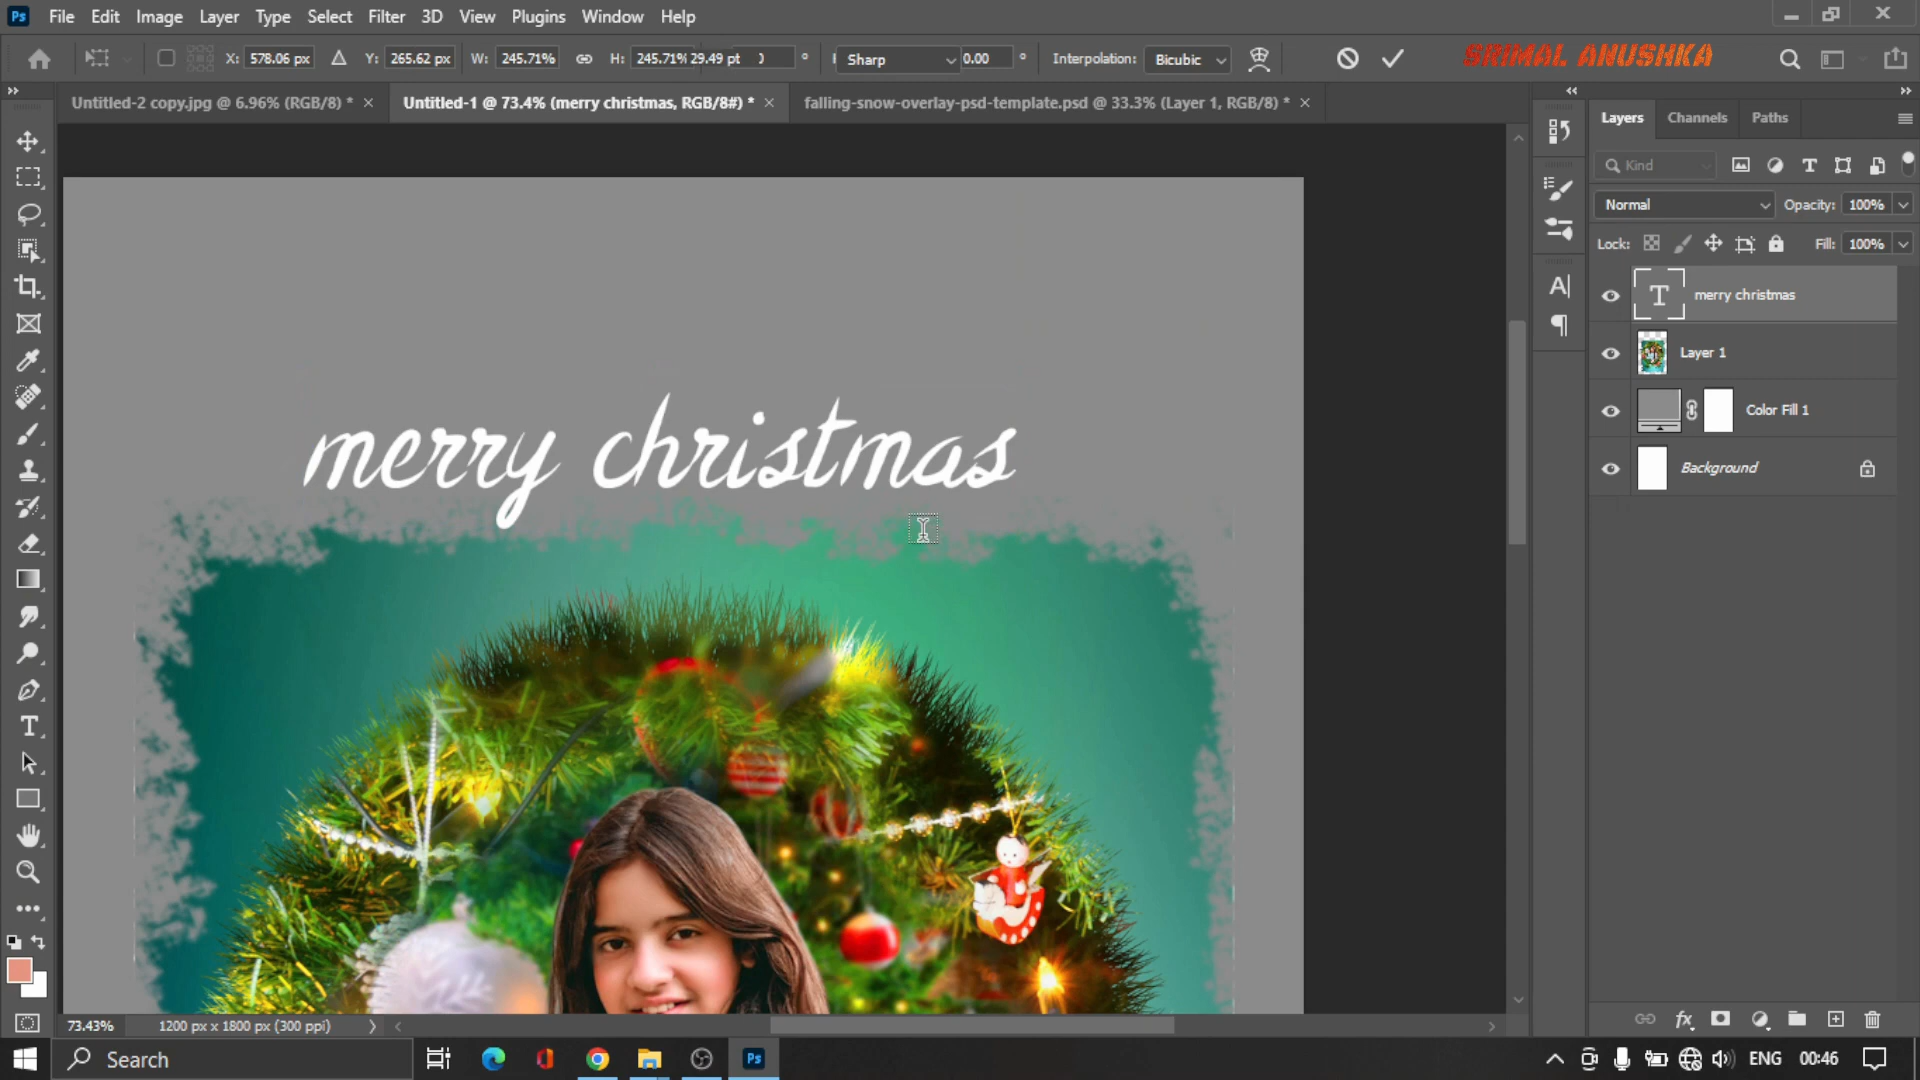 Ps File Edit Image Layer Type Select Filter 3D View Plugins Window Help
X: 578.06 px Y: 265.62 px W: 245.71% H: 245.71% 29.49 pt ° Sharp 0.00 ° Interpolation: Bicubic SRIMAL ANUSHKA
Untitled-2 copy.jpg @ 6.96% (RGB/8) * × Untitled-1 @ 73.4% (merry christmas, RGB/8#) * × falling-snow-overlay-psd-template.psd @ 33.3% (Layer 1, RGB/8) * ×
Layers Channels Paths
Kind
Normal Opacity: 100%
Lock: Fill: 100%
merry christmas
Layer 1
Color Fill 1
Background
merry christmas
73.43% 1200 px x 1800 px (300 ppi)
Search
Ps
ENG 00:46